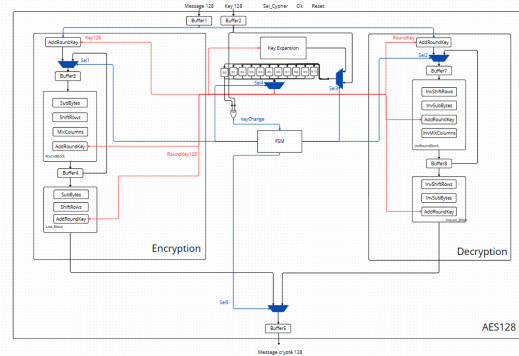 Message 128 Key 128 Sel_Cypher Clk Reset
Buffer1 Buffer2
AddRoundKey Key128 Key Expansion RoundKey AddRoundKey
Sel1 Sel2
Buffer3 Buffer7
Sel4 Sel3
SubBytes InvShiftRows
ShiftRows InvSubBytes
MixColumns keyChange AddRoundKey
AddRoundKey FSM InvMixColumns
RoundBlock InvRoundBlock
RoundKey128
Buffer4 Buffer8
SubBytes InvShiftRows
ShiftRows InvSubBytes
AddRoundKey AddRoundKey
Last_Block
Encryption Decryption
Sel5
Buffer5
AES128
Message crypté 128